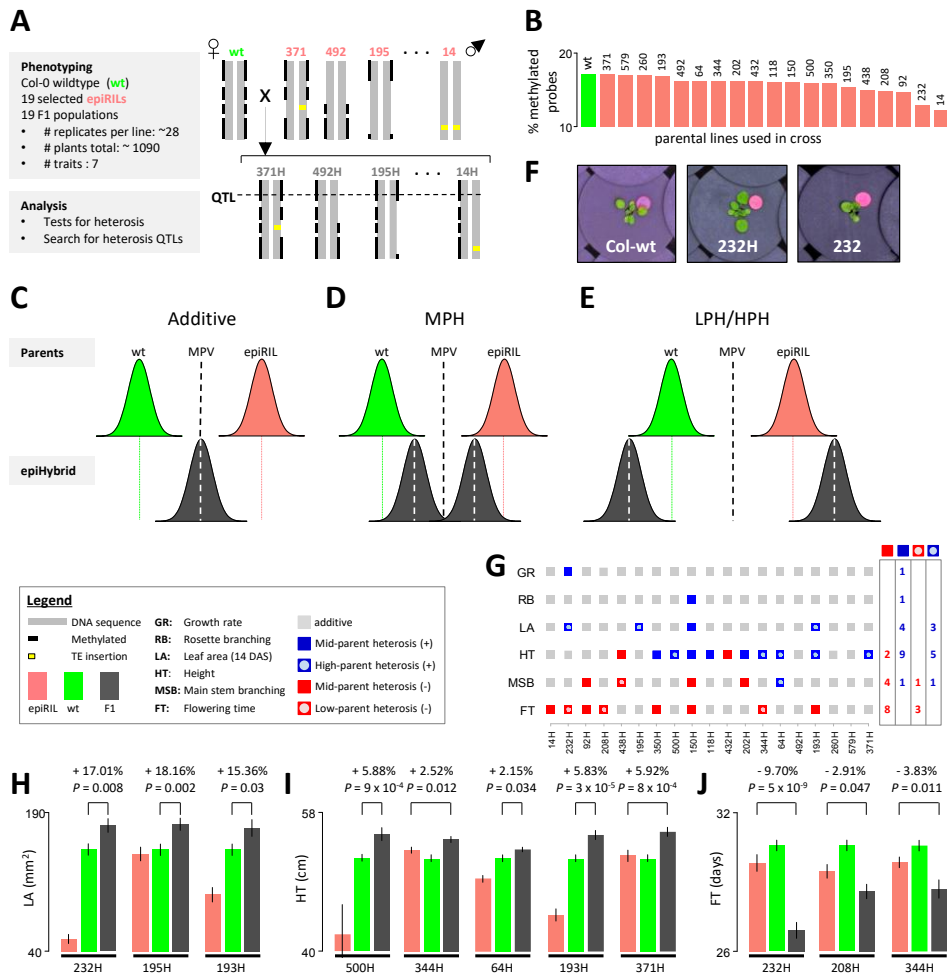 A
Phenotyping
Col-0 wildtype (wt)
19 selected epiRILs
19 F1 populations
• # replicates per line: ~28
• # plants total: ~ 1090
• # traits : 7
Analysis
• Tests for heterosis
• Search for heterosis QTLs
♀ wt 371 492 195 · · · 14 ♂
X
371H 492H 195H · · · 14H
QTL
B
% methylated probes
20
10
wt 371 579 260 193 492 64 344 202 432 118 150 500 350 195 438 208 92 232 14
parental lines used in cross
F
Col-wt 232H 232
C
Additive
D
MPH
E
LPH/HPH
Parents
wt MPV epiRIL
wt MPV epiRIL
wt MPV epiRIL
epiHybrid
Legend
DNA sequence
Methylated
TE insertion
epiRIL wt F1
GR: Growth rate
RB: Rosette branching
LA: Leaf area (14 DAS)
HT: Height
MSB: Main stem branching
FT: Flowering time
additive
Mid-parent heterosis (+)
High-parent heterosis (+)
Mid-parent heterosis (-)
Low-parent heterosis (-)
G
GR 1
RB 1
LA 4 3
HT 2 9 5
MSB 4 1 1 1
FT 8 3
14H 232H 92H 208H 438H 195H 350H 500H 150H 118H 432H 202H 344H 64H 492H 193H 260H 579H 371H
H
+ 17.01% + 18.16% + 15.36%
P = 0.008 P = 0.002 P = 0.03
LA (mm²)
190
40
232H 195H 193H
I
+ 5.88% + 2.52% + 2.15% + 5.83% + 5.92%
P = 9 x 10⁻⁴ P = 0.012 P = 0.034 P = 3 x 10⁻⁵ P = 8 x 10⁻⁴
HT (cm)
58
40
500H 344H 64H 193H 371H
J
- 9.70% - 2.91% - 3.83%
P = 5 x 10⁻⁹ P = 0.047 P = 0.011
FT (days)
32
26
232H 208H 344H